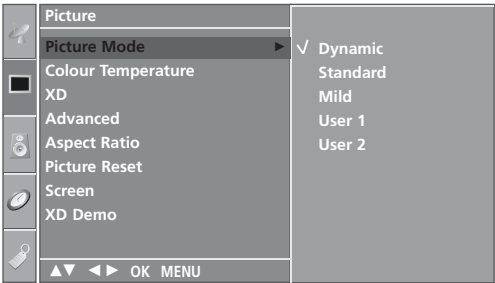 Picture
Picture Mode ► √ Dynamic
Colour Temperature Standard
XD Mild
Advanced User 1
Aspect Ratio User 2
Picture Reset
Screen
XD Demo
▲▼ ◄► OK MENU